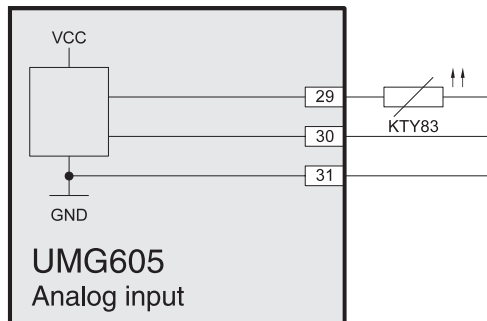 VCC
29
KTY83
30
31
GND
UMG605
Analog input